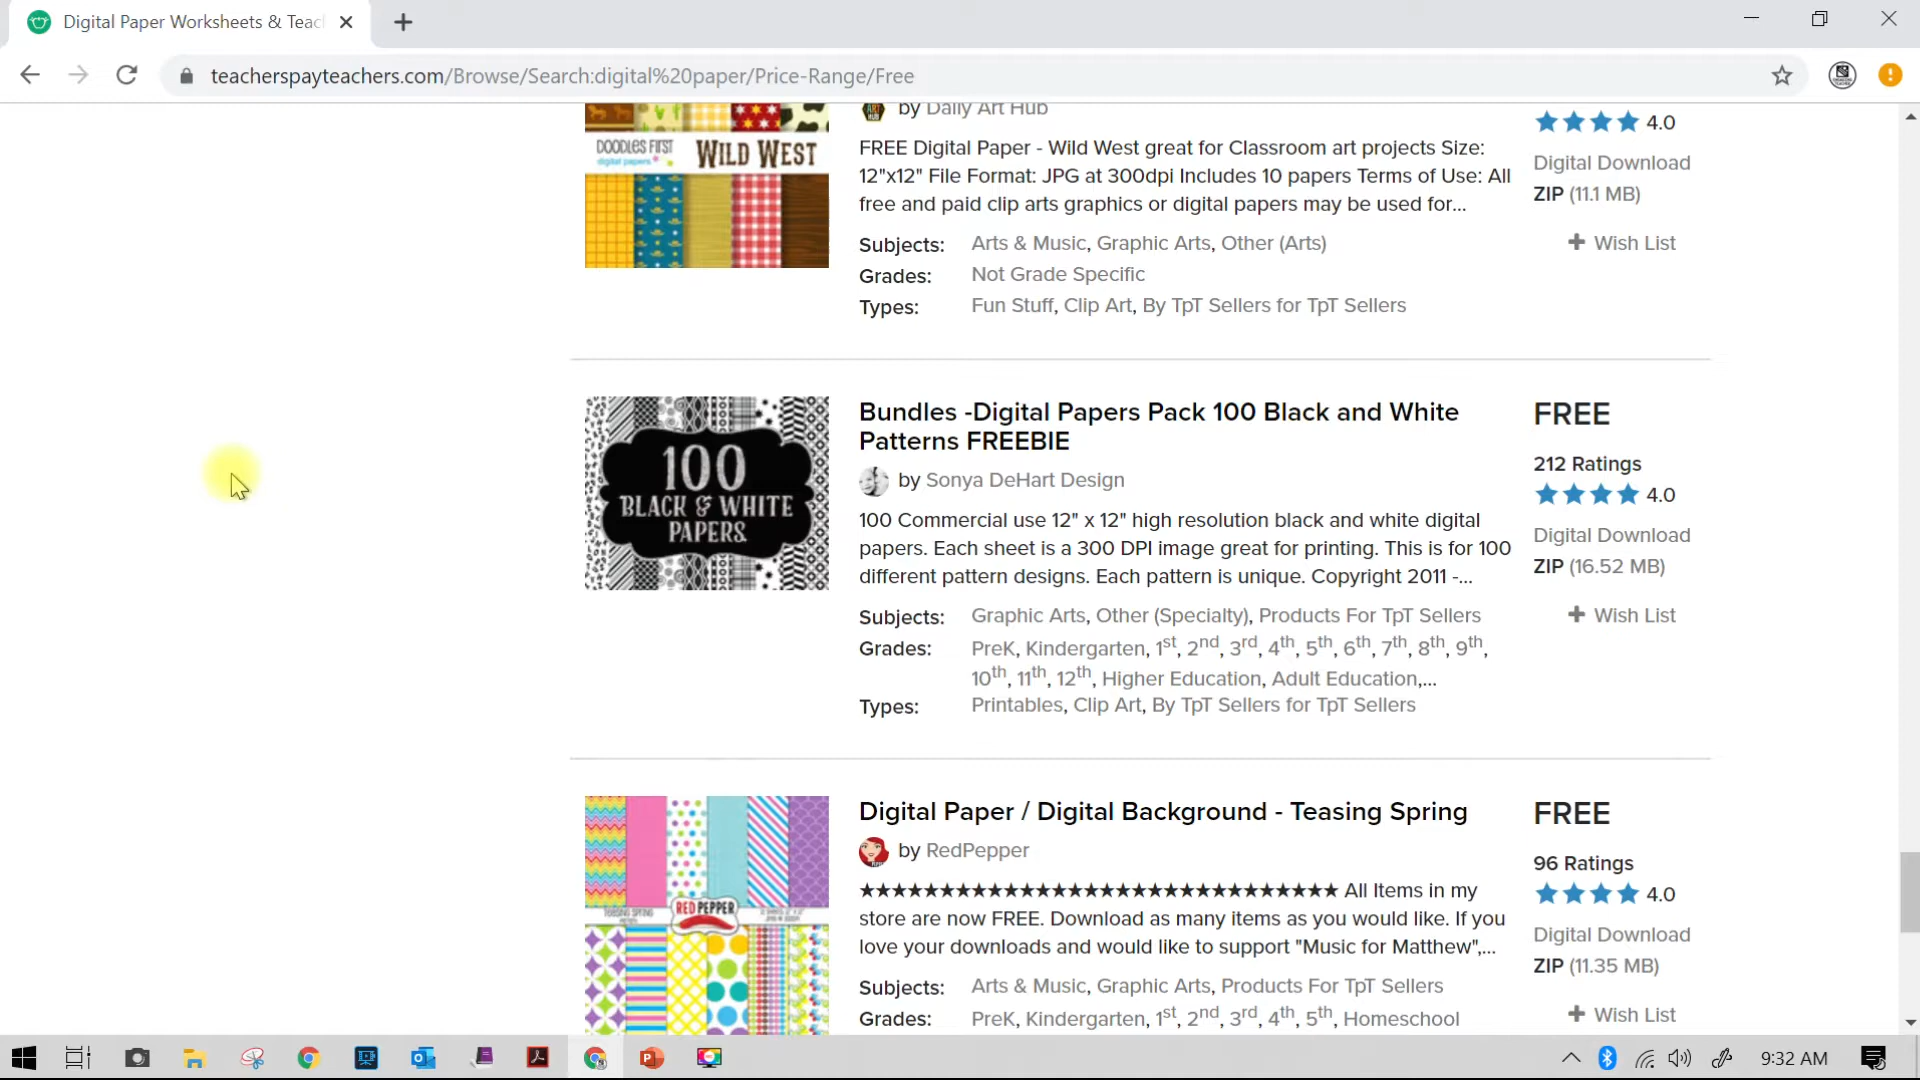 Digital Paper Worksheets & Teac
teacherspayteachers.com/Browse/Search:digital%20paper/Price-Range/Free
by Daily Art Hub
4.0
DOODLES FIRST
digital papers
WILD WEST
FREE Digital Paper - Wild West great for Classroom art projects Size:
12"x12" File Format: JPG at 300dpi Includes 10 papers Terms of Use: All
free and paid clip arts graphics or digital papers may be used for...
Digital Download
ZIP (11.1 MB)
+ Wish List
Subjects: Arts & Music, Graphic Arts, Other (Arts)
Grades: Not Grade Specific
Types: Fun Stuff, Clip Art, By TpT Sellers for TpT Sellers
100
BLACK & WHITE
PAPERS
Bundles -Digital Papers Pack 100 Black and White
Patterns FREEBIE
by Sonya DeHart Design
100 Commercial use 12" x 12" high resolution black and white digital
papers. Each sheet is a 300 DPI image great for printing. This is for 100
different pattern designs. Each pattern is unique. Copyright 2011 -...
FREE
212 Ratings
4.0
Digital Download
ZIP (16.52 MB)
+ Wish List
Subjects: Graphic Arts, Other (Specialty), Products For TpT Sellers
Grades: PreK, Kindergarten, 1st, 2nd, 3rd, 4th, 5th, 6th, 7th, 8th, 9th,
10th, 11th, 12th, Higher Education, Adult Education,...
Types: Printables, Clip Art, By TpT Sellers for TpT Sellers
TEASING SPRING
RED PEPPER
Digital Paper / Digital Background - Teasing Spring
by RedPepper
★★★★★★★★★★★★★★★★★★★★★★★★★★★★★★ All Items in my
store are now FREE. Download as many items as you would like. If you
love your downloads and would like to support "Music for Matthew",...
FREE
96 Ratings
4.0
Digital Download
ZIP (11.35 MB)
+ Wish List
Subjects: Arts & Music, Graphic Arts, Products For TpT Sellers
Grades: PreK, Kindergarten, 1st, 2nd, 3rd, 4th, 5th, Homeschool
9:32 AM